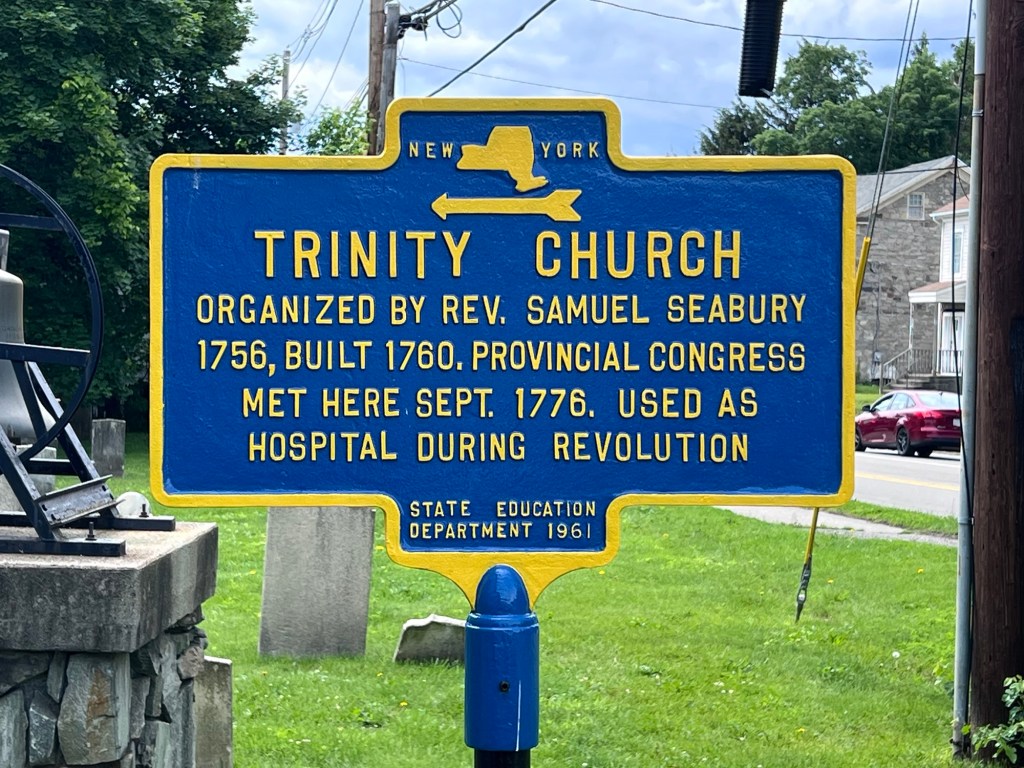 NEW YORK
TRINITY CHURCH
ORGANIZED BY REV. SAMUEL SEABURY
1756, BUILT 1760. PROVINCIAL CONGRESS
MET HERE SEPT. 1776. USED AS
HOSPITAL DURING REVOLUTION
STATE EDUCATION
DEPARTMENT 1961